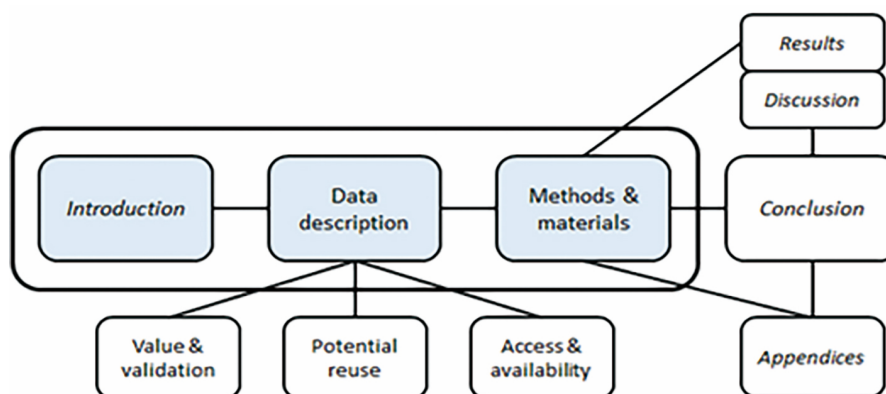 Results
Discussion
Introduction
Data
description
Methods &
materials
Conclusion
Value &
validation
Potential
reuse
Access &
availability
Appendices